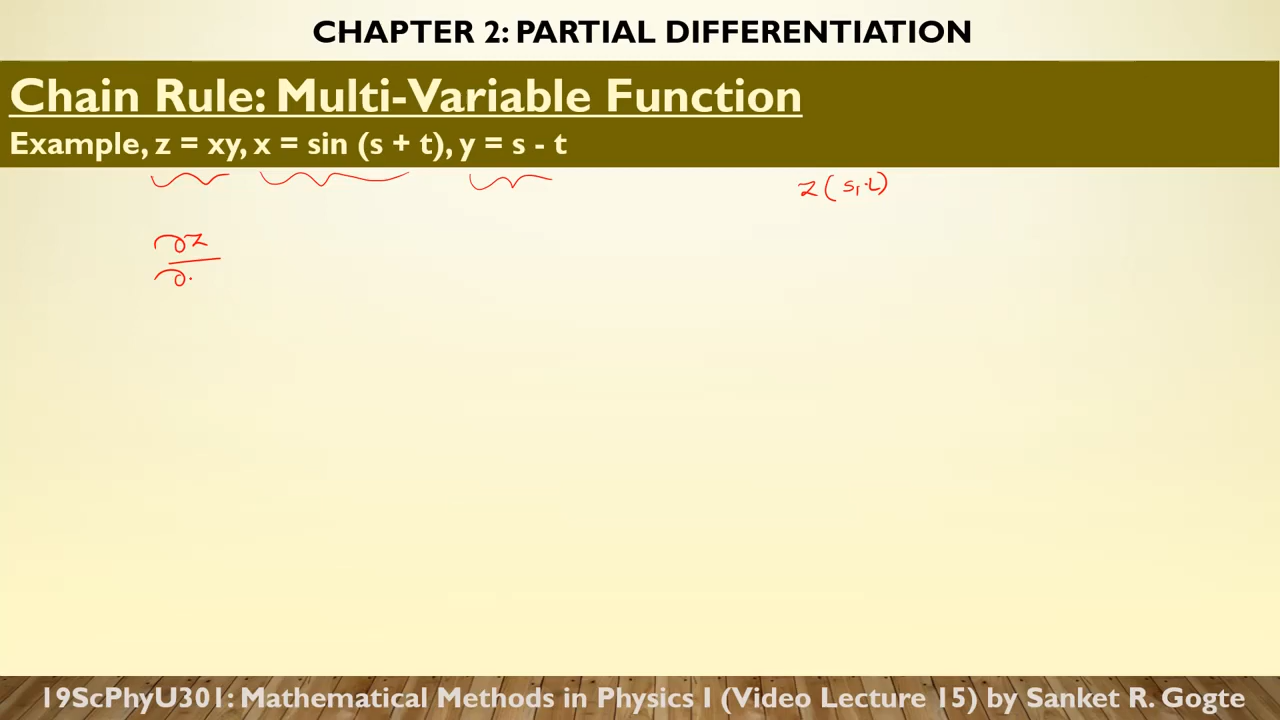 CHAPTER 2: PARTIAL DIFFERENTIATION
Chain Rule: Multi-Variable Function
Example, z = xy, x = sin (s + t), y = s - t
z(s,t)
∂z
∂
19ScPhyU301: Mathematical Methods in Physics I (Video Lecture 15) by Sanket R. Gogte